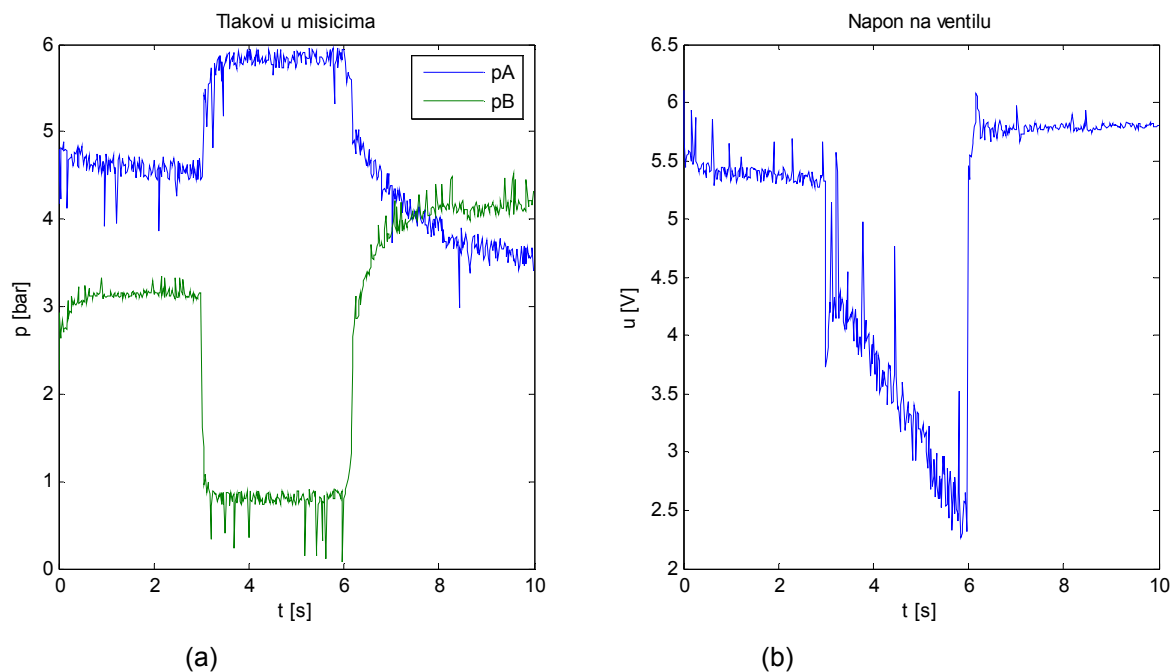 Tlakovi u misicima
6
5
4
3
2
1
0
0 2 4 6 8 10
p [bar]
t [s]
pA
pB
(a)
Napon na ventilu
6.5
6
5.5
5
4.5
4
3.5
3
2.5
2
0 2 4 6 8 10
u [V]
t [s]
(b)